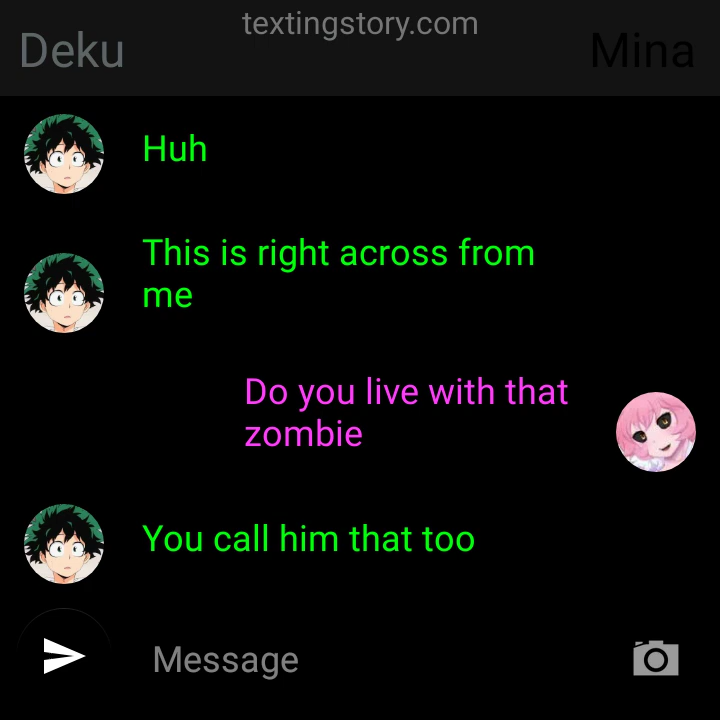 textingstory.com
Deku
Mina
Huh
This is right across from
me
Do you live with that
zombie
You call him that too
Message